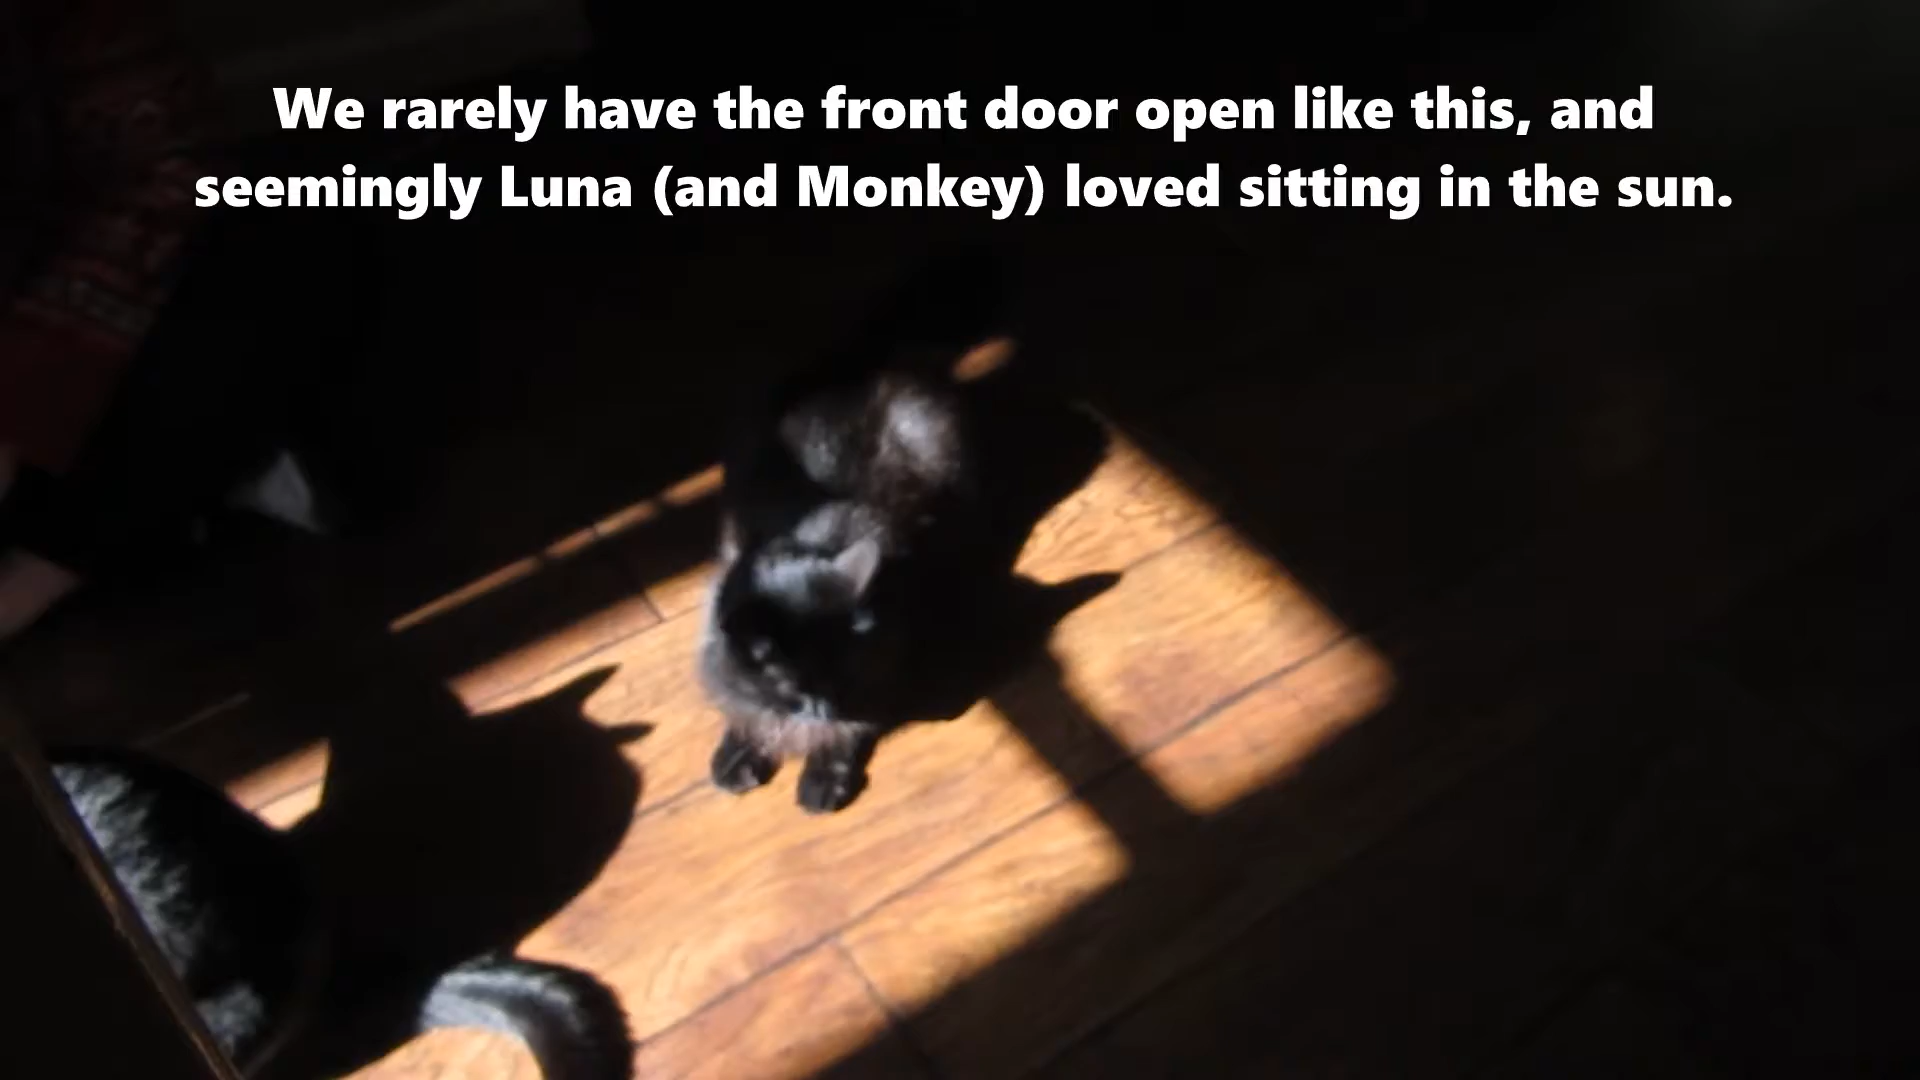 We rarely have the front door open like this, and
seemingly Luna (and Monkey) loved sitting in the sun.